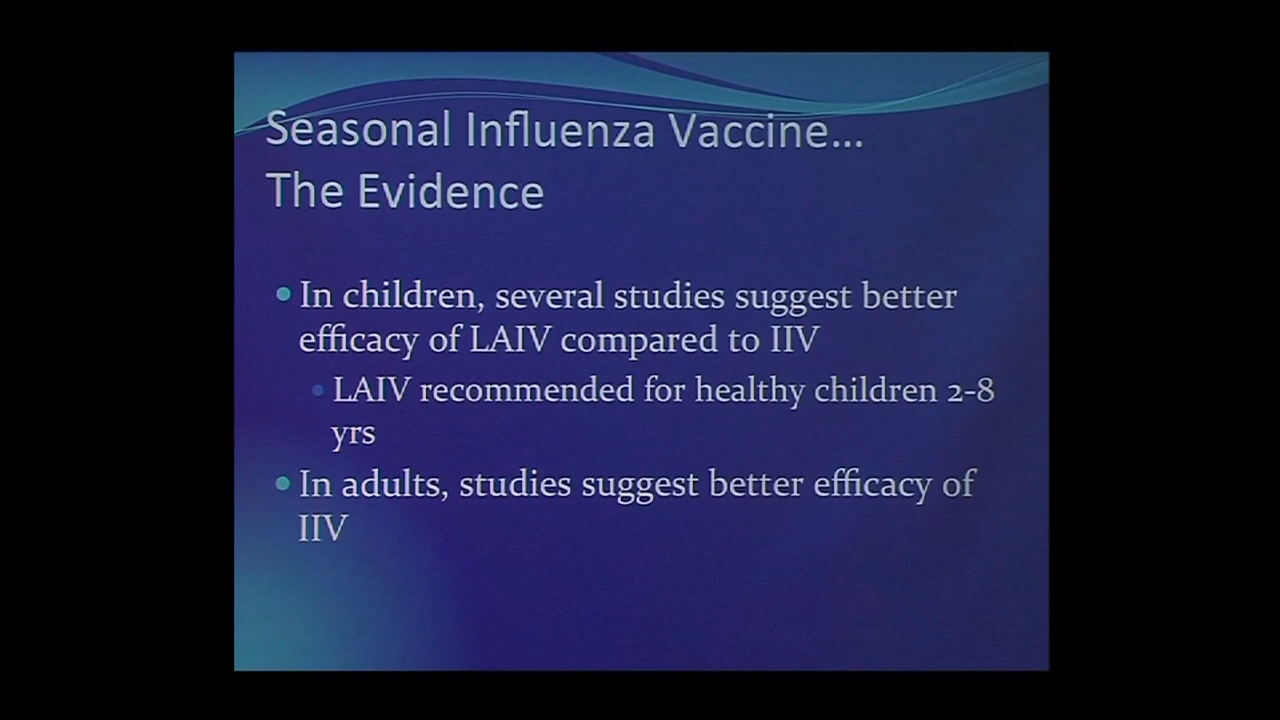 Seasonal Influenza Vaccine...
The Evidence
In children, several studies suggest better
efficacy of LAIV compared to IIV
LAIV recommended for healthy children 2-8
yrs
In adults, studies suggest better efficacy of
IIV